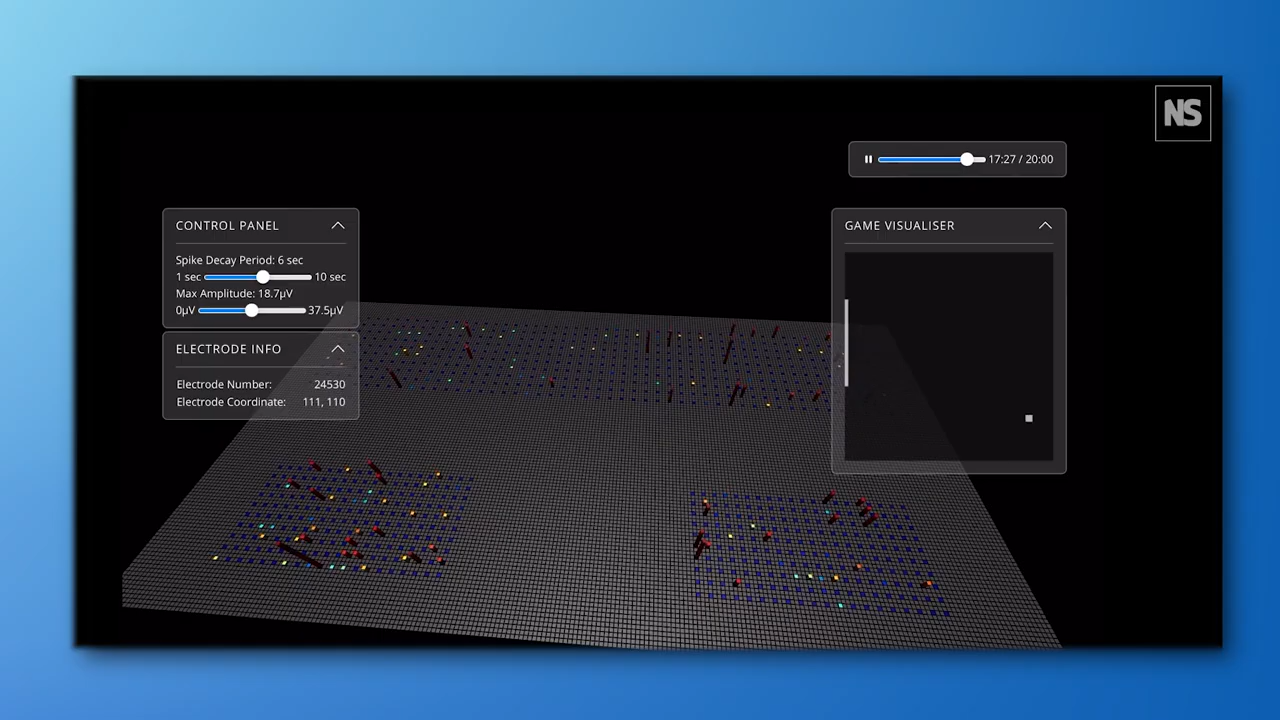 NS
17:27 / 20:00
CONTROL PANEL
Spike Decay Period: 6 sec
1 sec 10 sec
Max Amplitude: 18.7µV
0µV 37.5µV
ELECTRODE INFO
Electrode Number: 24530
Electrode Coordinate: 111, 110
GAME VISUALISER